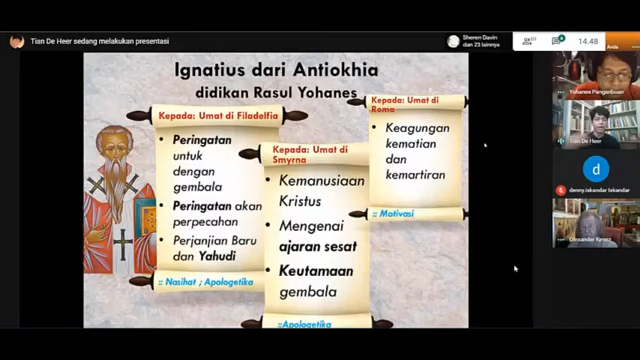 Tian De Heer sedang melakukan presentasi
Sheren Davin
dan 23 lainnya
14.48
Anda
Ignatius dari Antiokhia
didikan Rasul Yohanes
Kepada: Umat di Filadelfia
Peringatan
untuk
dengan
gembala
Peringatan akan
perpecahan
Perjanjian Baru
dan Yahudi
:: Nasihat ; Apologetika
Kepada: Umat di
Smyrna
Kemanusiaan
Kristus
Mengenai
ajaran sesat
Keutamaan
gembala
::Apologetika
Kepada: Umat di
Roma
Keagungan
kematian
dan
kemartiran
:: Motivasi
Yohanes Pangambuan
Tian De Heer
d
denny.iskandar Iskandar